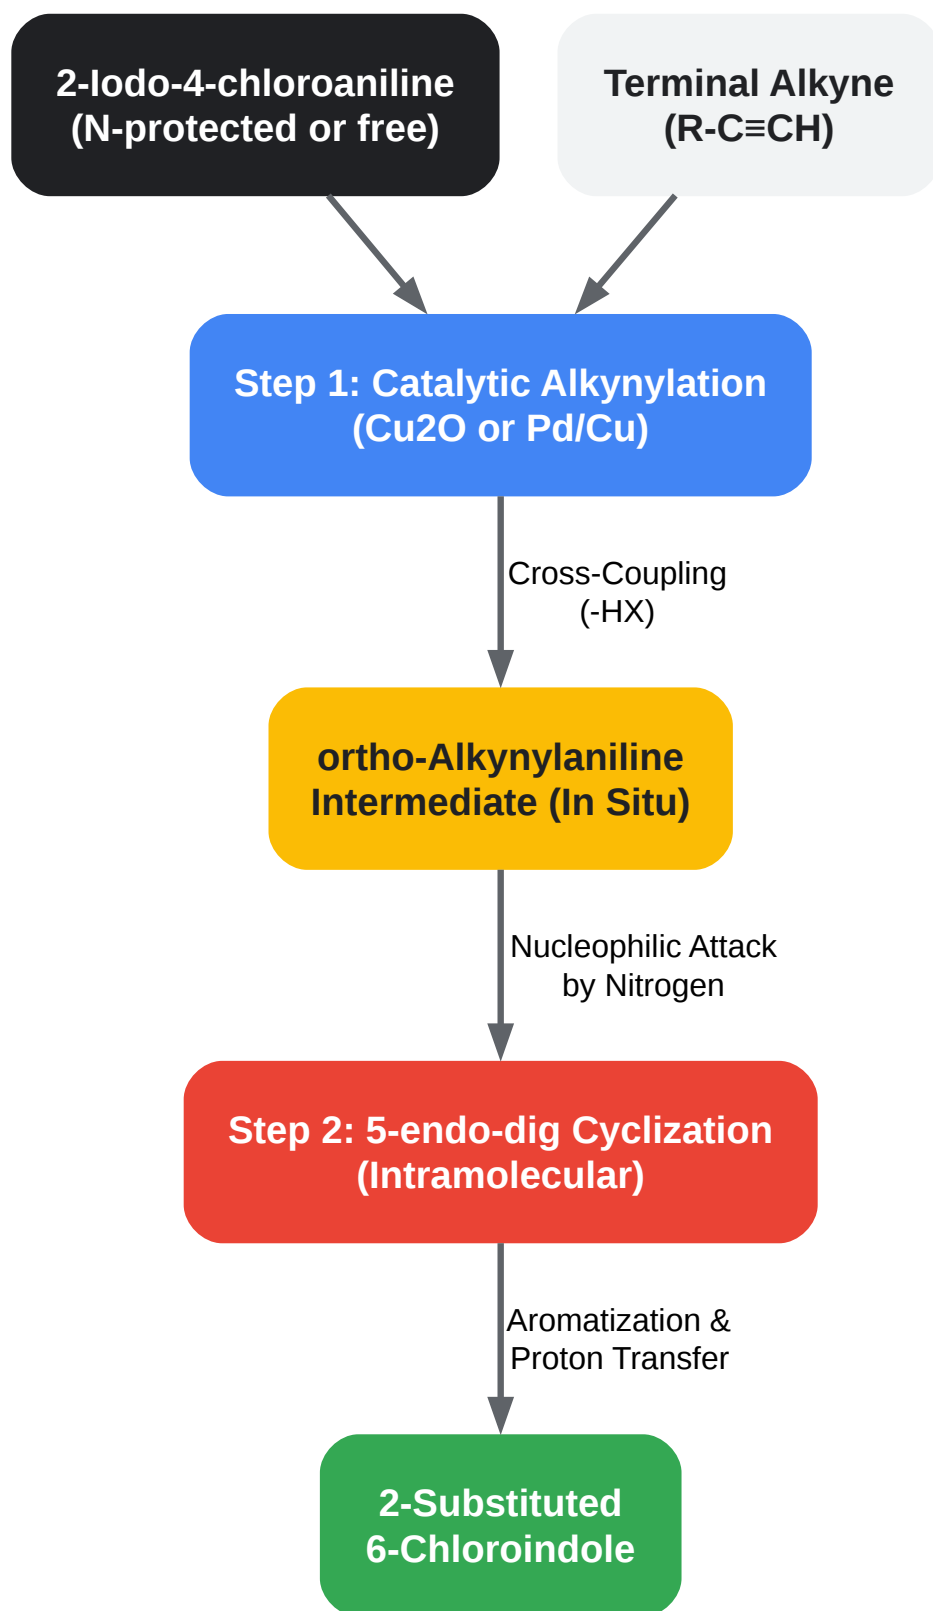 2-Iodo-4-chloroaniline
(N-protected or free)
Terminal Alkyne
(R-C≡CH)
Step 1: Catalytic Alkynylation
(Cu2O or Pd/Cu)
Cross-Coupling
(-HX)
ortho-Alkynylaniline
Intermediate (In Situ)
Nucleophilic Attack
by Nitrogen
Step 2: 5-endo-dig Cyclization
(Intramolecular)
Aromatization &
Proton Transfer
2-Substituted
6-Chloroindole